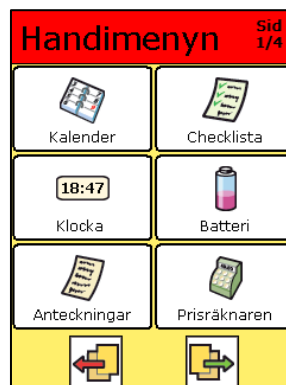 Handimenyn
Sid
1/4
Kalender
Checklista
18:47
Klocka
Batteri
Anteckningar
Prisräknaren